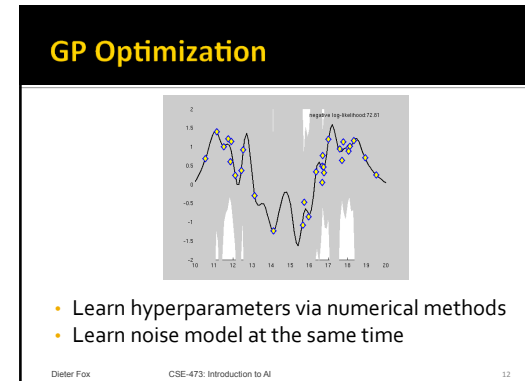 GP Optimization
negative log-likelihood:72.61
2
1.5
1
0.5
0
-0.5
-1
-1.5
-2
10 11 12 13 14 15 16 17 18 19 20
• Learn hyperparameters via numerical methods
• Learn noise model at the same time
Dieter Fox CSE-473: Introduction to AI 12